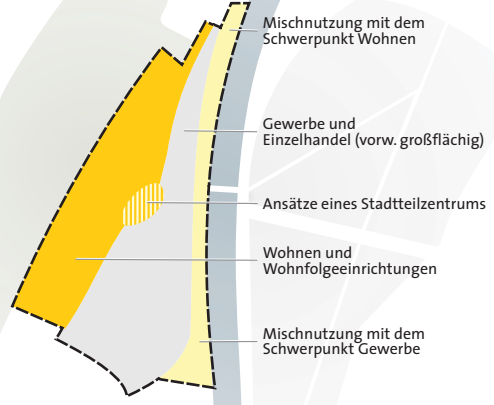 Mischnutzung mit dem
Schwerpunkt Wohnen
Gewerbe und
Einzelhandel (vorw. großflächig)
Ansätze eines Stadtteilzentrums
Wohnen und
Wohnfolgeeinrichtungen
Mischnutzung mit dem
Schwerpunkt Gewerbe